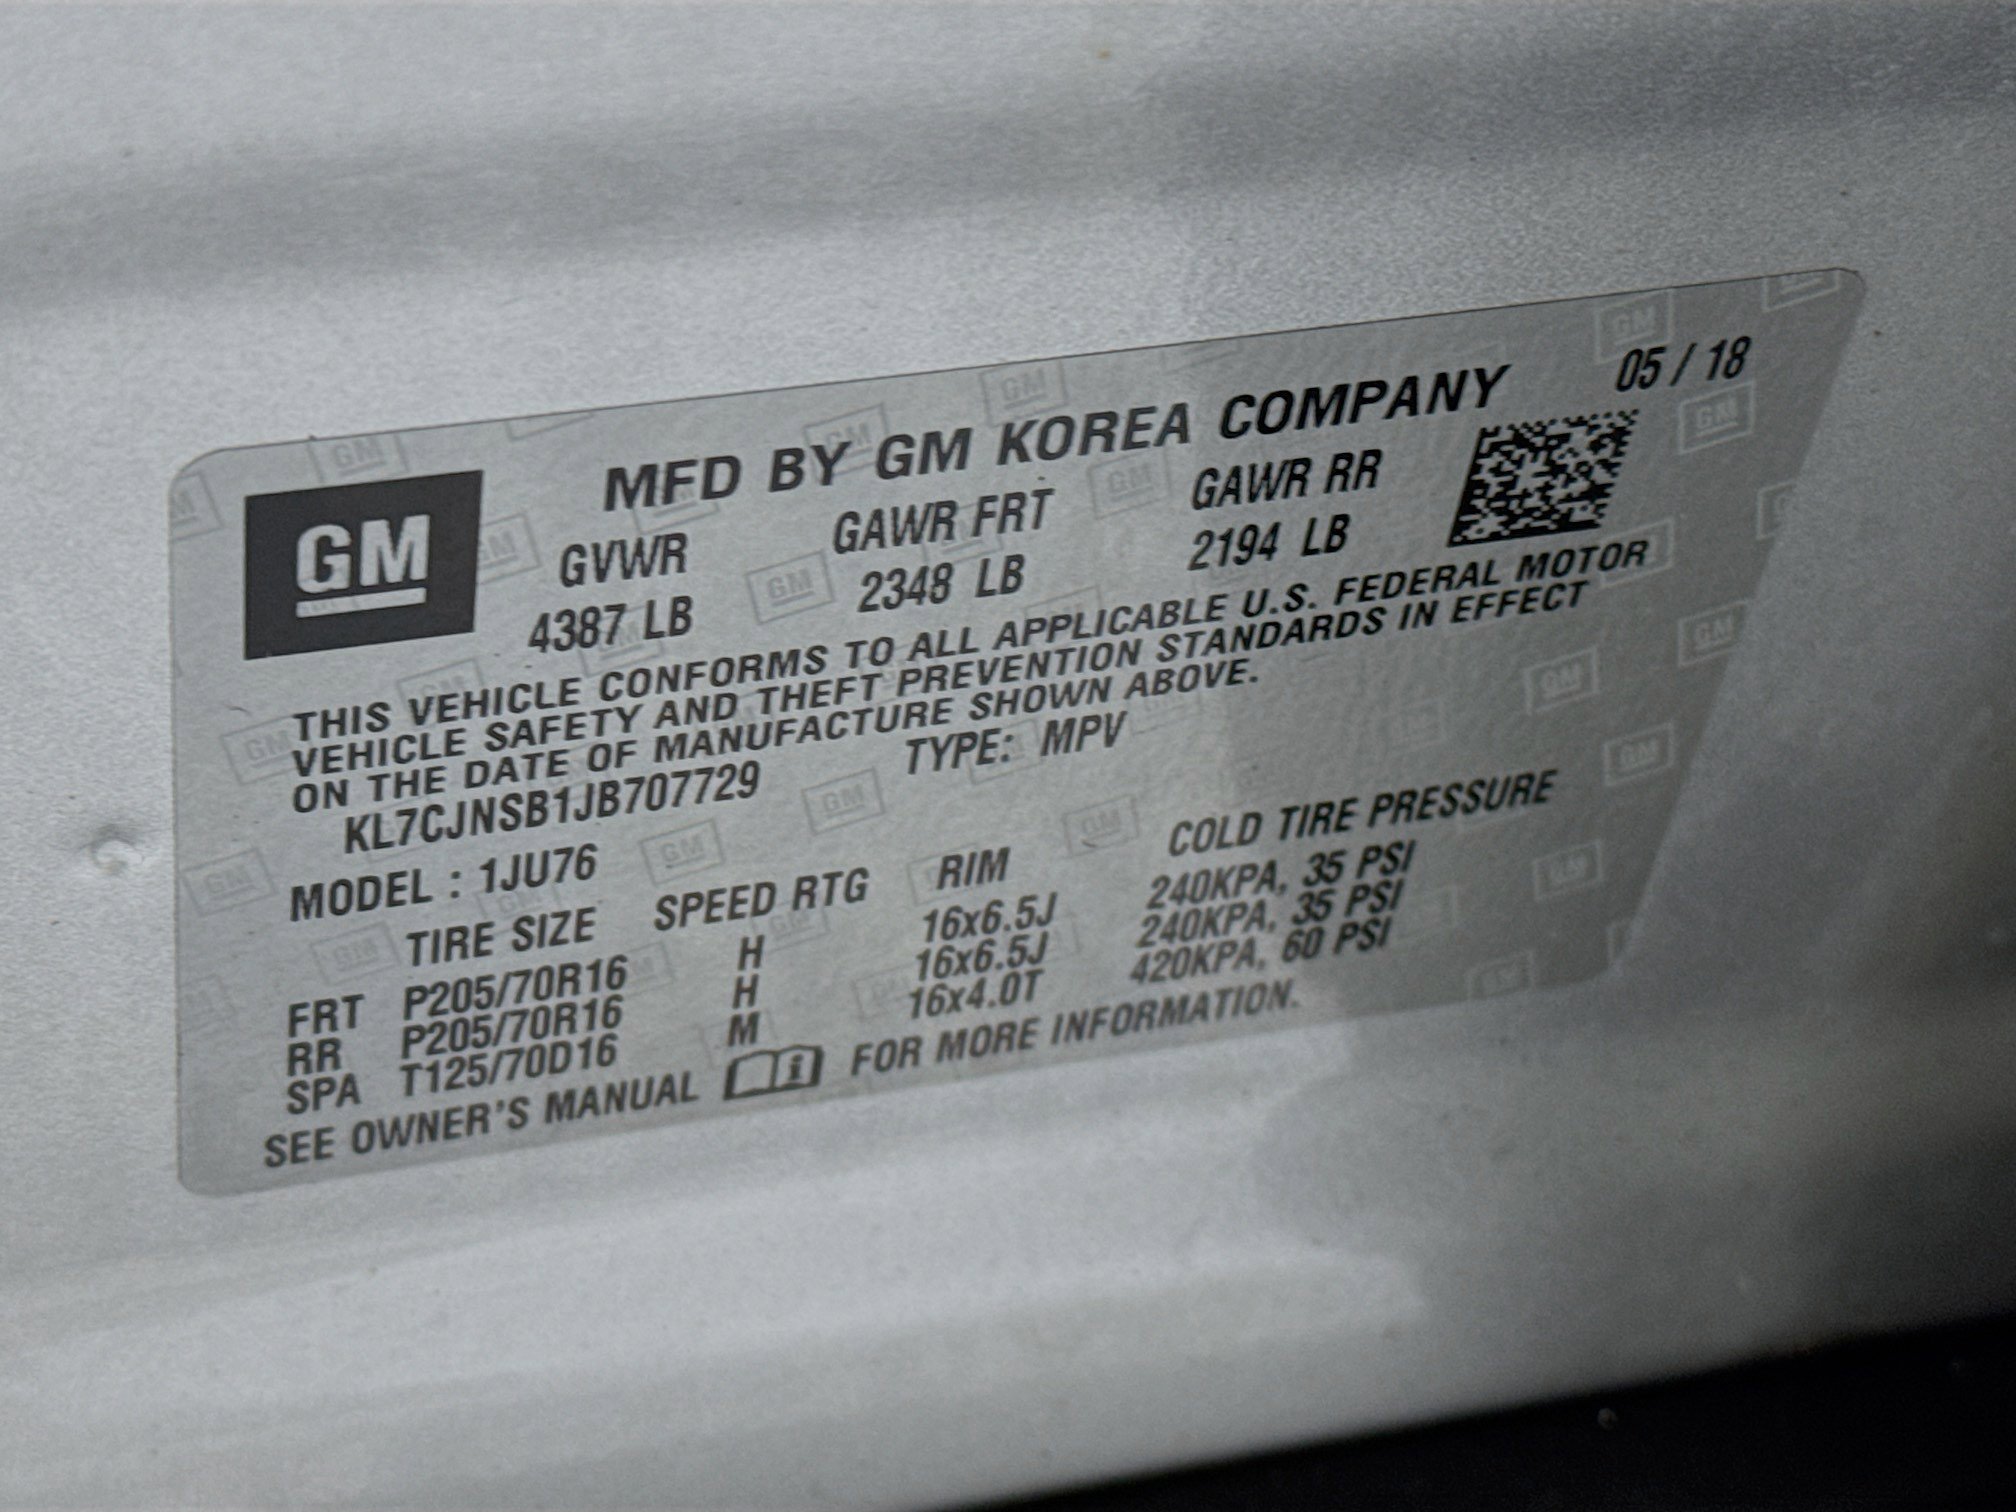 MFD BY GM KOREA COMPANY 05 / 18
GM
GVWR GAWR FRT GAWR RR
4387 LB 2348 LB 2194 LB
THIS VEHICLE CONFORMS TO ALL APPLICABLE U.S. FEDERAL MOTOR
VEHICLE SAFETY AND THEFT PREVENTION STANDARDS IN EFFECT
ON THE DATE OF MANUFACTURE SHOWN ABOVE.
KL7CJNSB1JB707729 TYPE: MPV
MODEL : 1JU76
TIRE SIZE SPEED RTG RIM COLD TIRE PRESSURE
FRT P205/70R16 H 16x6.5J 240KPA, 35 PSI
RR P205/70R16 H 16x6.5J 240KPA, 35 PSI
SPA T125/70D16 M 16x4.0T 420KPA, 60 PSI
SEE OWNER'S MANUAL FOR MORE INFORMATION.